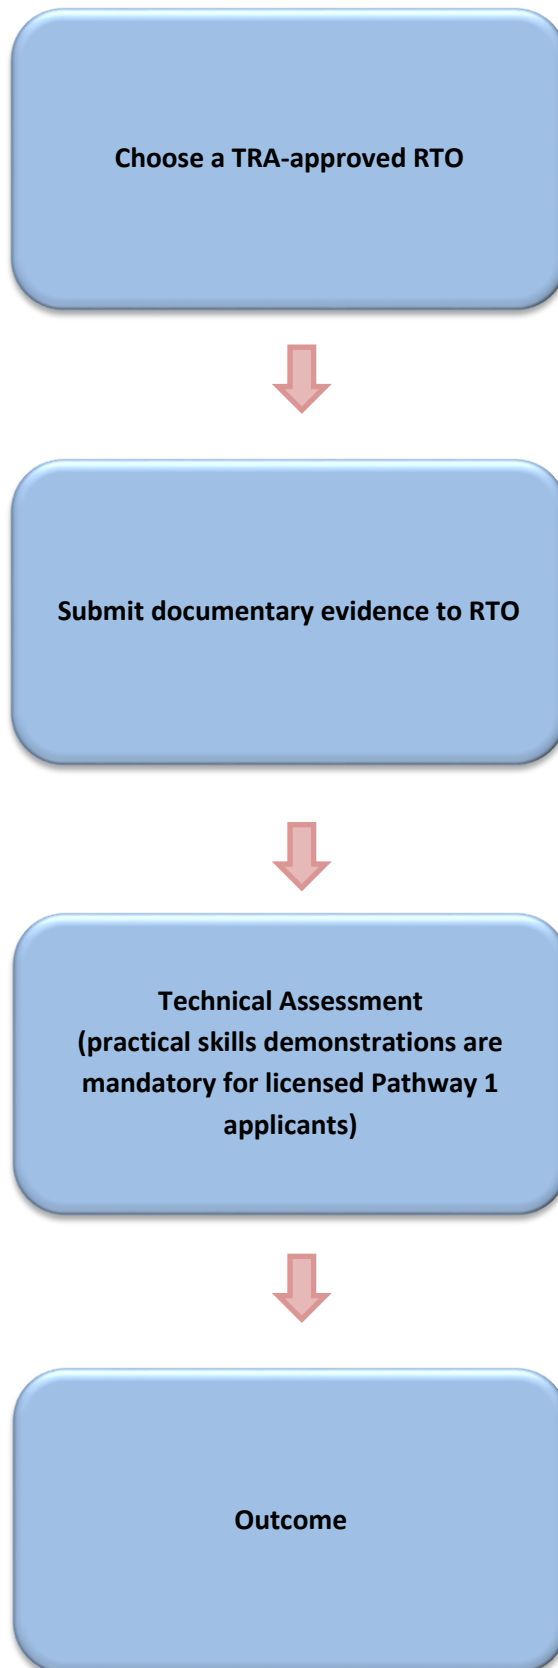 Choose a TRA-approved RTO
Submit documentary evidence to RTO
Technical Assessment
(practical skills demonstrations are
mandatory for licensed Pathway 1
applicants)
Outcome